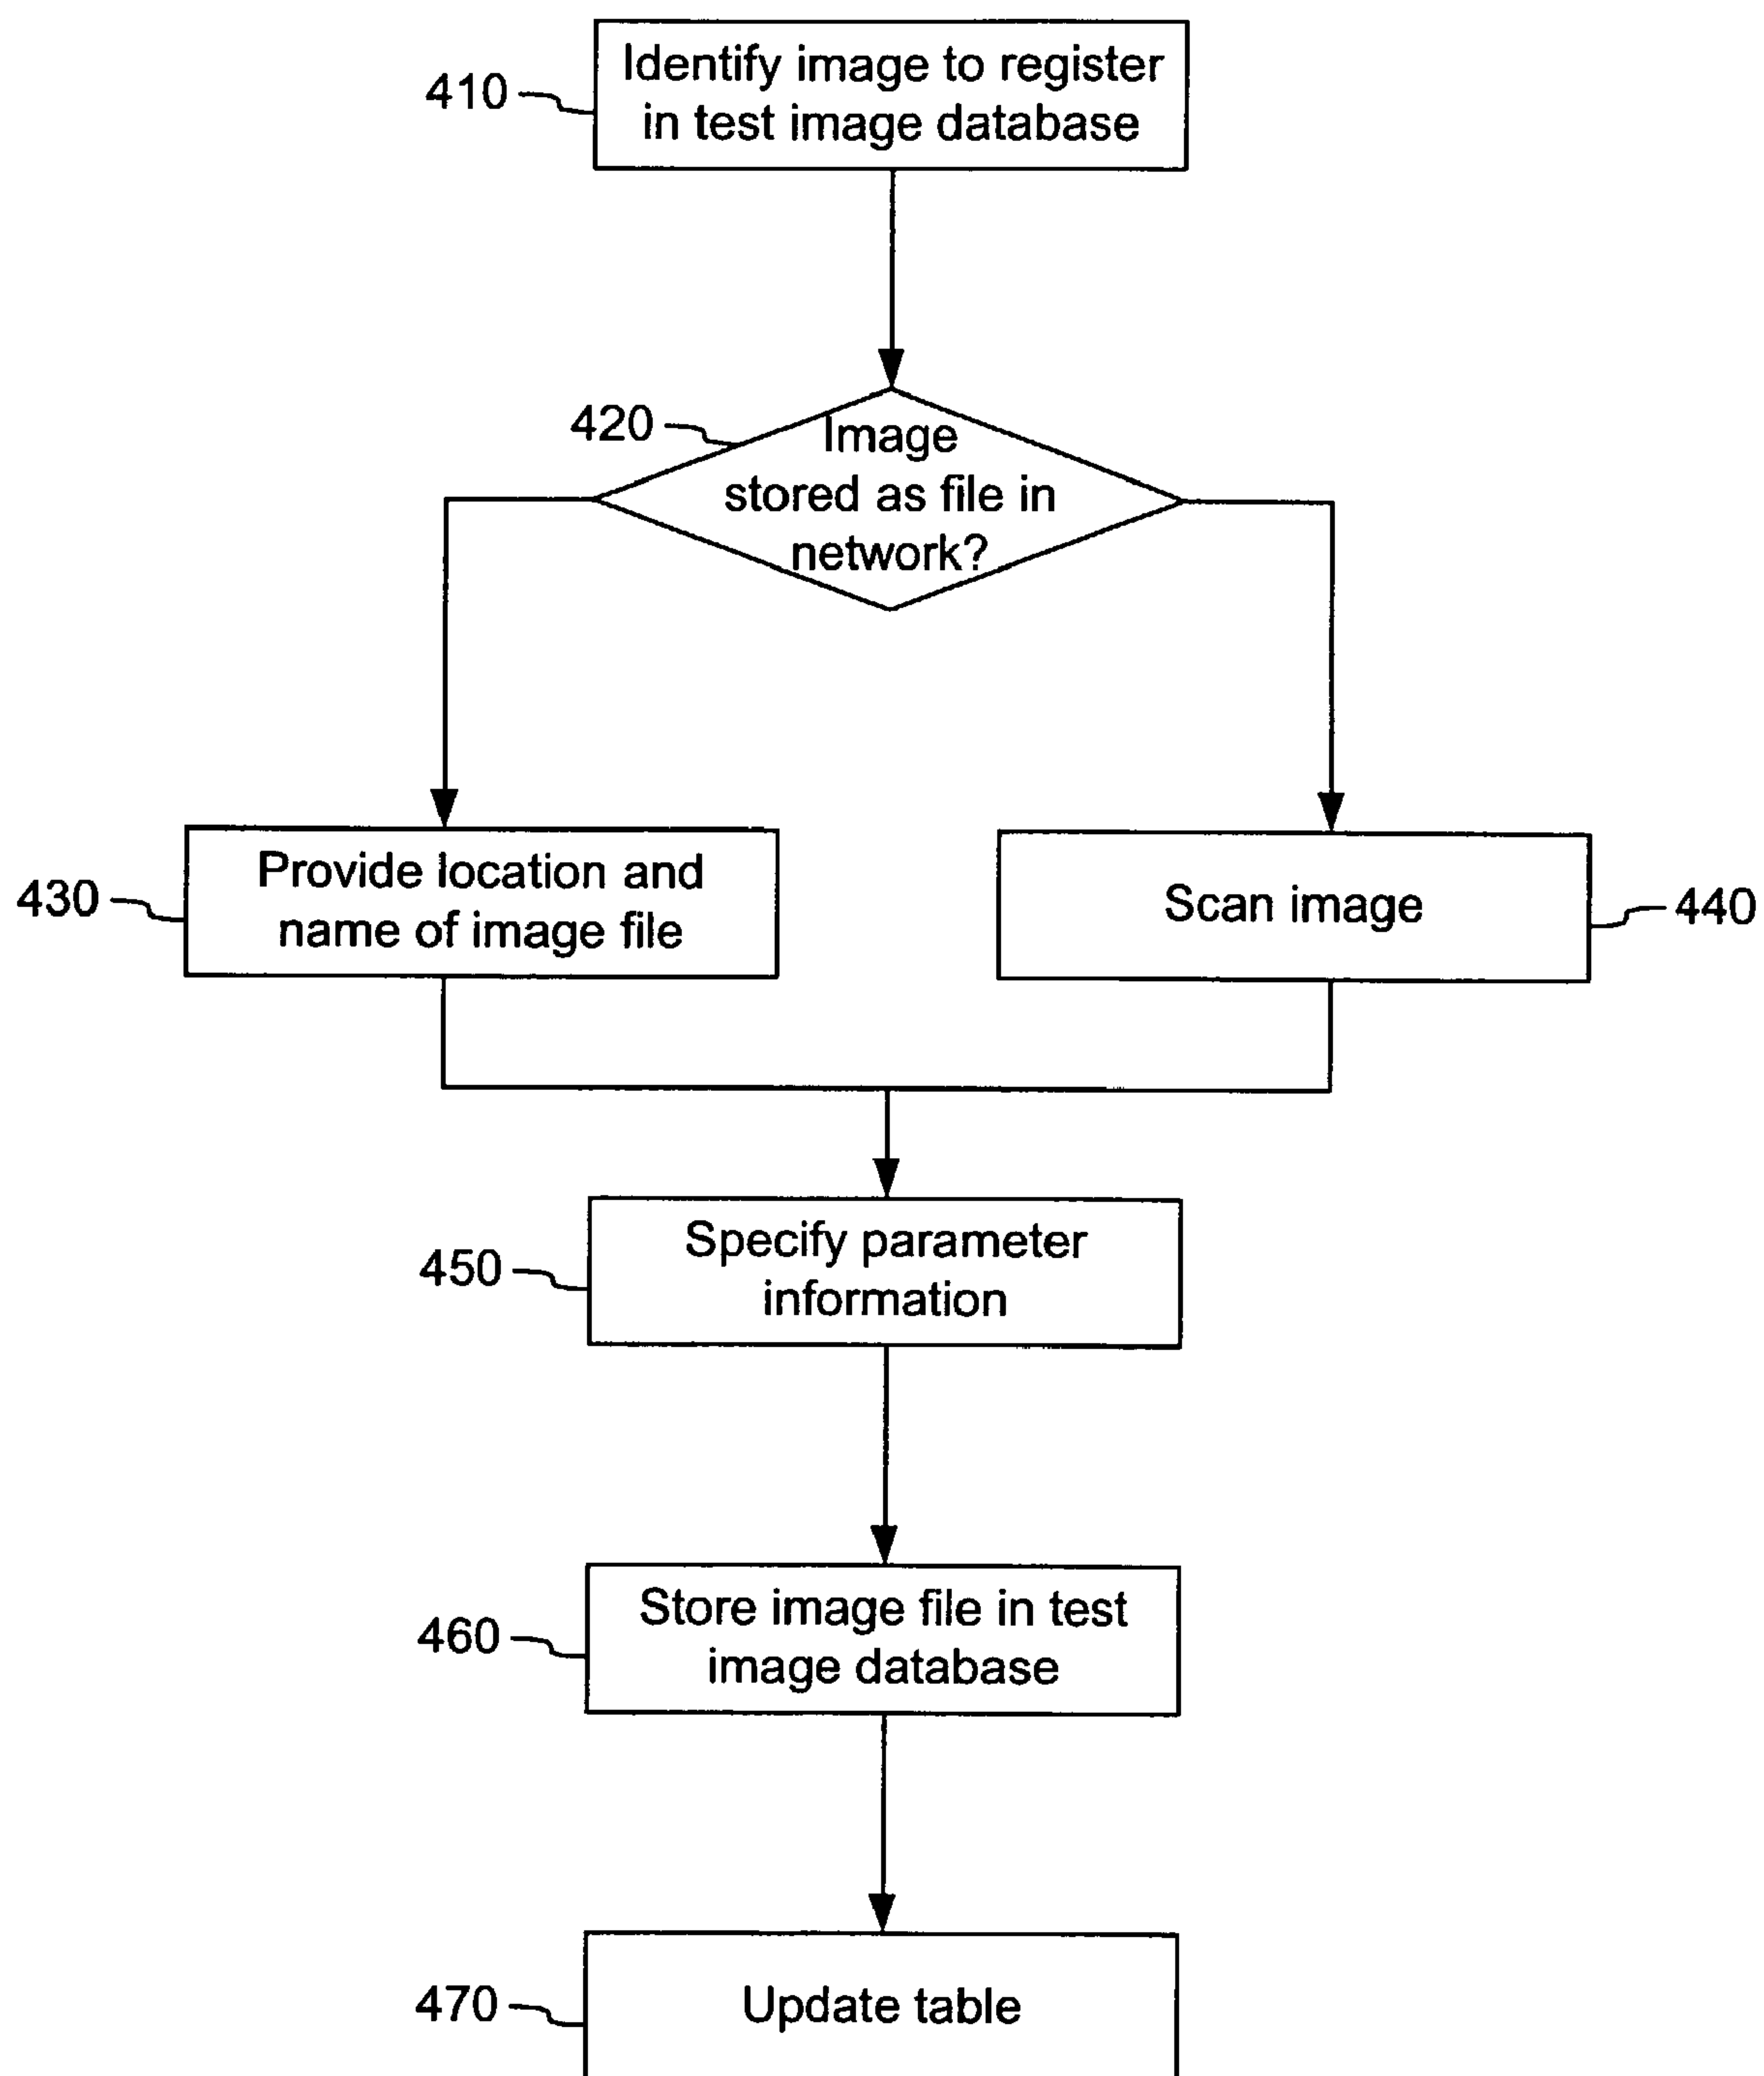 410
Identify image to register
in test image database
420
Image
stored as file in
network?
430
Provide location and
name of image file
Scan image
440
450
Specify parameter
information
460
Store image file in test
image database
470
Update table